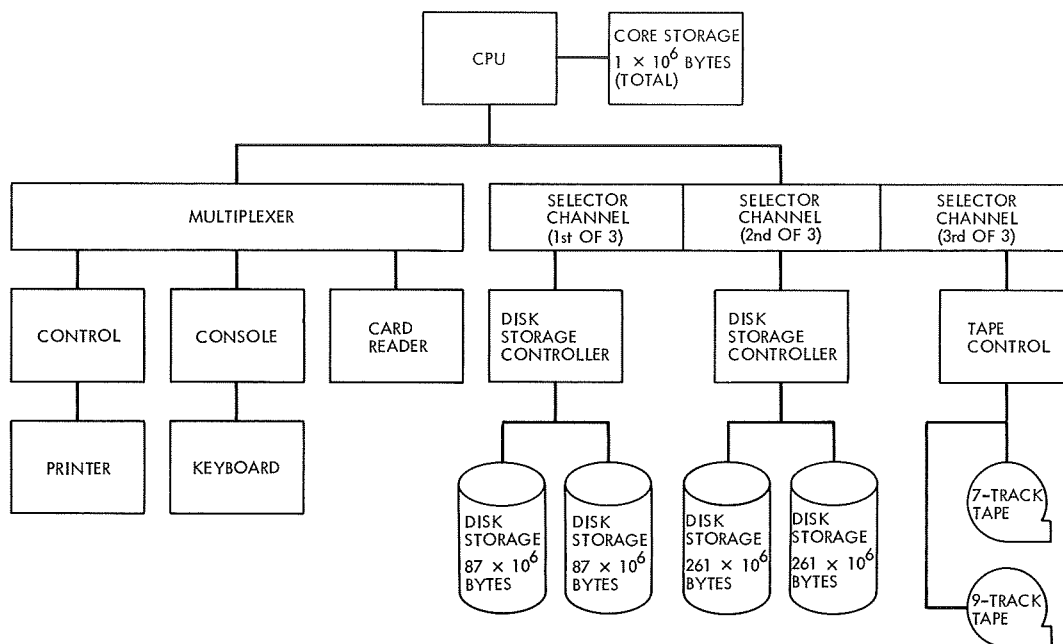 CPU
CORE STORAGE
1 × 10⁶ BYTES
(TOTAL)
MULTIPLEXER
SELECTOR
CHANNEL
(1st OF 3)
SELECTOR
CHANNEL
(2nd OF 3)
SELECTOR
CHANNEL
(3rd OF 3)
CONTROL
CONSOLE
CARD
READER
DISK
STORAGE
CONTROLLER
DISK
STORAGE
CONTROLLER
TAPE
CONTROL
PRINTER
KEYBOARD
DISK
STORAGE
87 × 10⁶
BYTES
DISK
STORAGE
87 × 10⁶
BYTES
DISK
STORAGE
261 × 10⁶
BYTES
DISK
STORAGE
261 × 10⁶
BYTES
7-TRACK
TAPE
9-TRACK
TAPE